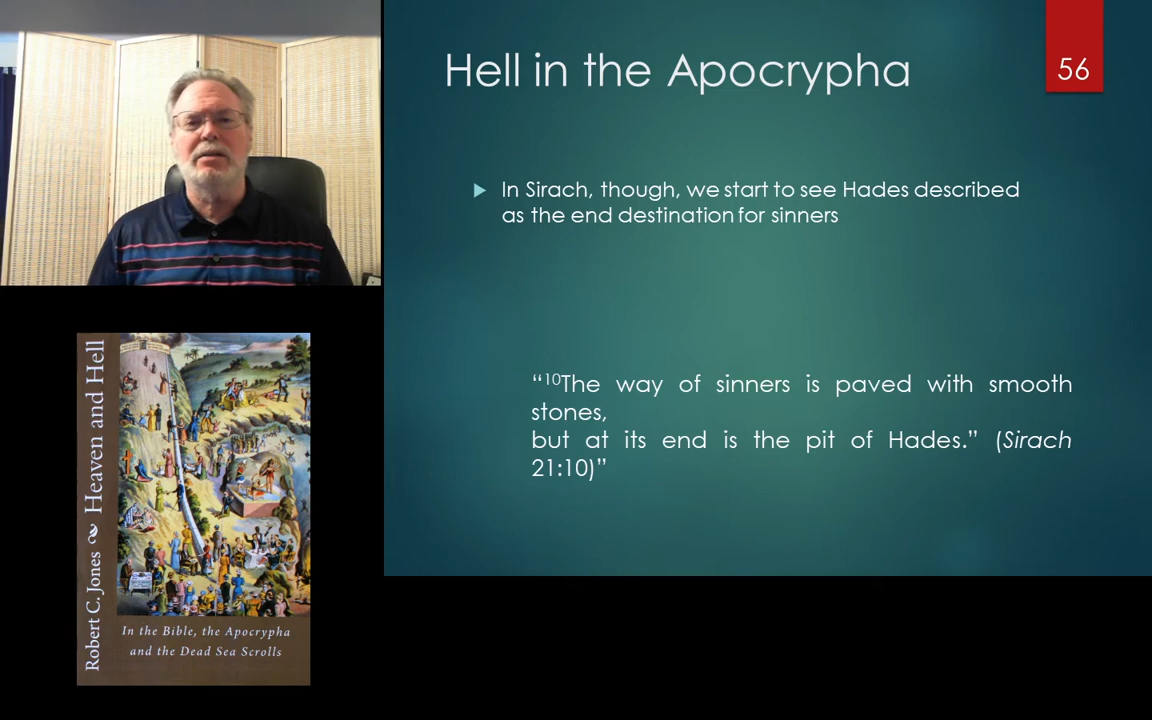 Hell in the Apocrypha
56
In Sirach, though, we start to see Hades described
as the end destination for sinners
“10The way of sinners is paved with smooth
stones,
but at its end is the pit of Hades.” (Sirach
21:10)”
Robert C. Jones Heaven and Hell
In the Bible, the Apocrypha
and the Dead Sea Scrolls